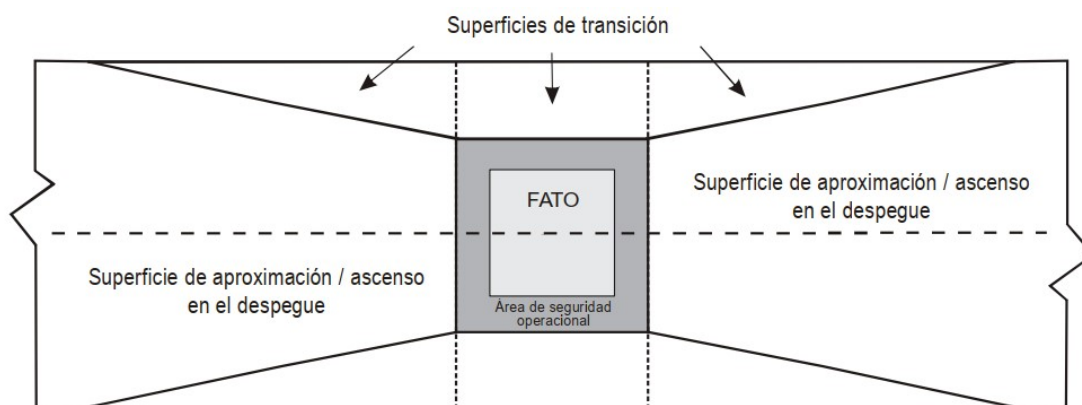 Superficies de transición
FATO
Superficie de aproximación / ascenso
en el despegue
Superficie de aproximación / ascenso
en el despegue
Área de seguridad
operacional